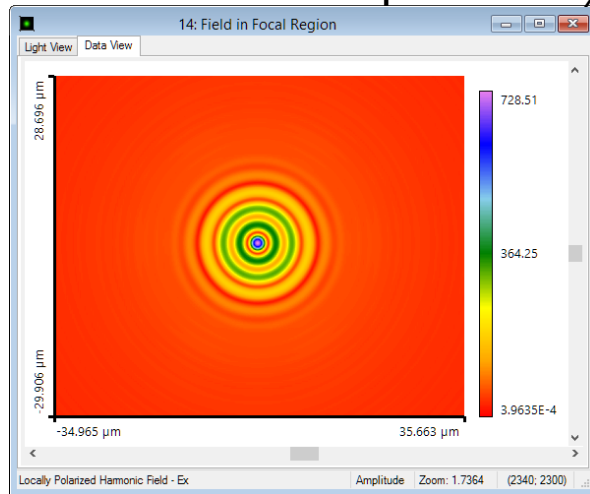 14: Field in Focal Region
Light View Data View
28.696 µm
-29.906 µm
-34.965 µm 35.663 µm
728.51
364.25
3.9635E-4
Locally Polarized Harmonic Field - Ex Amplitude Zoom: 1.7364 (2340; 2300)